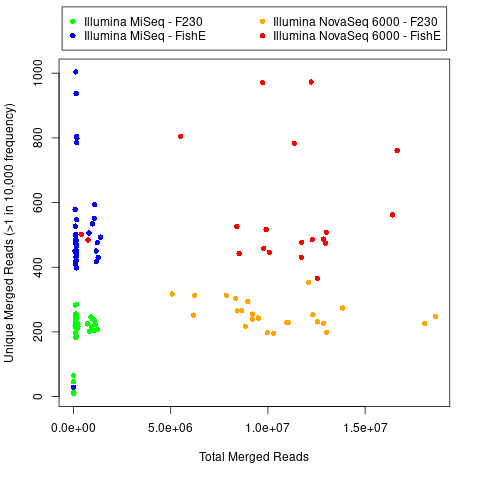 Illumina MiSeq - F230
Illumina NovaSeq 6000 - F230
Illumina MiSeq - FishE
Illumina NovaSeq 6000 - FishE
Unique Merged Reads (>1 in 10,000 frequency)
1000
800
600
400
200
0
0.0e+00
5.0e+06
1.0e+07
1.5e+07
Total Merged Reads